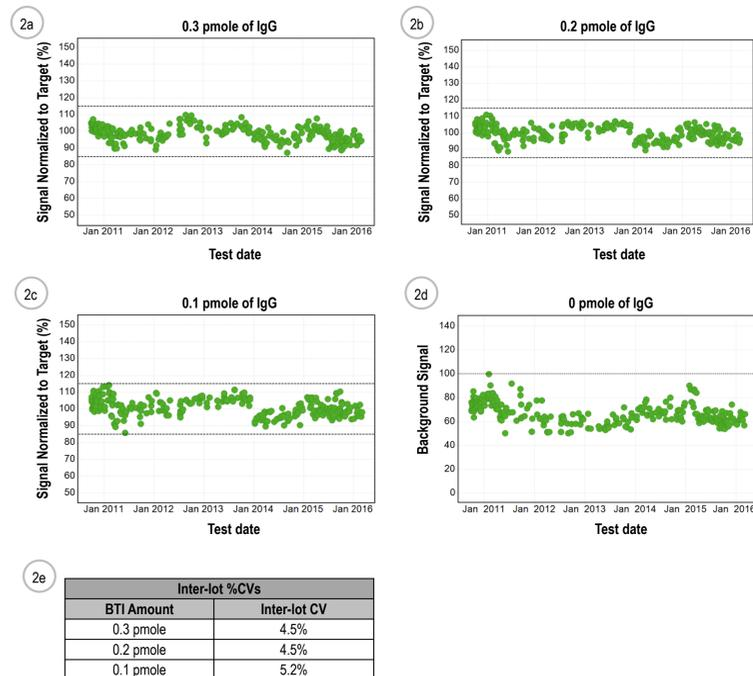 2a
0.3 pmole of IgG
Signal Normalized to Target (%)
150
140
130
120
110
100
90
80
70
60
50
Jan 2011 Jan 2012 Jan 2013 Jan 2014 Jan 2015 Jan 2016
Test date
2b
0.2 pmole of IgG
Signal Normalized to Target (%)
150
140
130
120
110
100
90
80
70
60
50
Jan 2011 Jan 2012 Jan 2013 Jan 2014 Jan 2015 Jan 2016
Test date
2c
0.1 pmole of IgG
Signal Normalized to Target (%)
150
140
130
120
110
100
90
80
70
60
50
Jan 2011 Jan 2012 Jan 2013 Jan 2014 Jan 2015 Jan 2016
Test date
2d
0 pmole of IgG
Background Signal
140
120
100
80
60
40
20
0
Jan 2011 Jan 2012 Jan 2013 Jan 2014 Jan 2015 Jan 2016
Test date
2e
Inter-lot %CVs
BTI Amount Inter-lot CV
0.3 pmole 4.5%
0.2 pmole 4.5%
0.1 pmole 5.2%